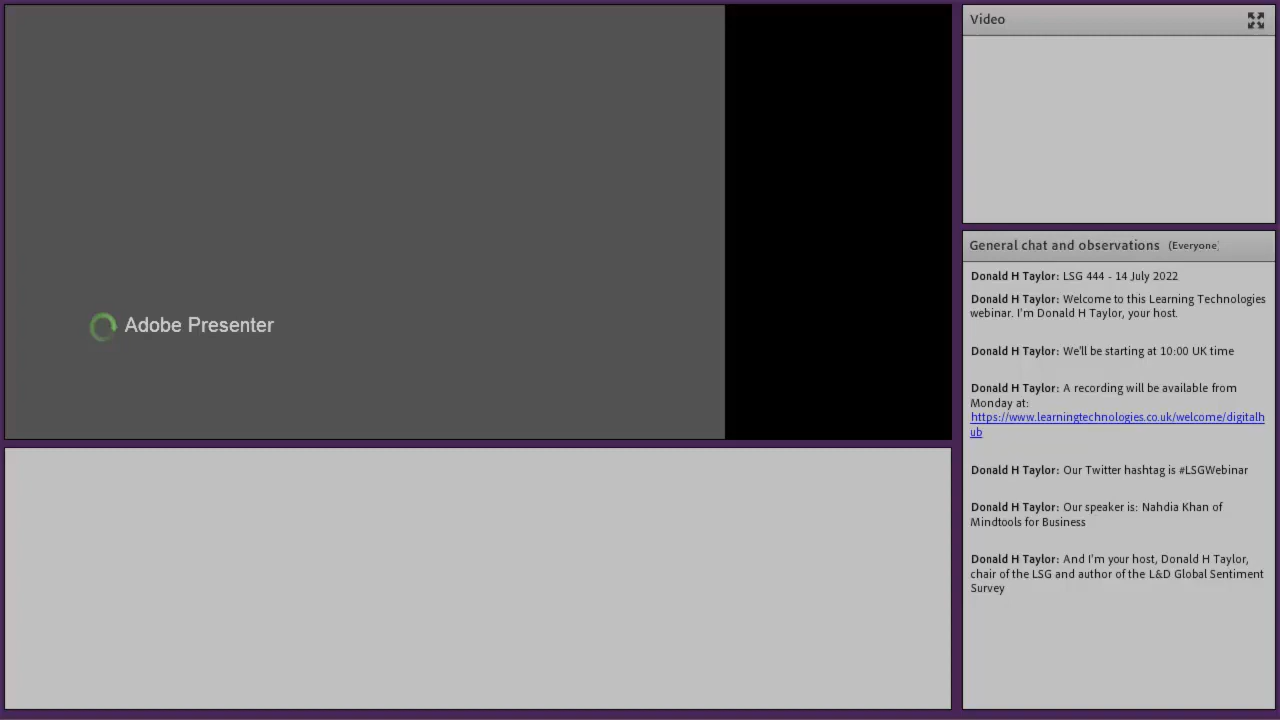 Video
Adobe Presenter
General chat and observations (Everyone)
Donald H Taylor: LSG 444 - 14 July 2022
Donald H Taylor: Welcome to this Learning Technologies
webinar. I'm Donald H Taylor, your host.
Donald H Taylor: We'll be starting at 10:00 UK time
Donald H Taylor: A recording will be available from
Monday at:
https://www.learningtechnologies.co.uk/welcome/digitalh
ub
Donald H Taylor: Our Twitter hashtag is #LSGWebinar
Donald H Taylor: Our speaker is: Nahdia Khan of
Mindtools for Business
Donald H Taylor: And I'm your host, Donald H Taylor,
chair of the LSG and author of the L&D Global Sentiment
Survey